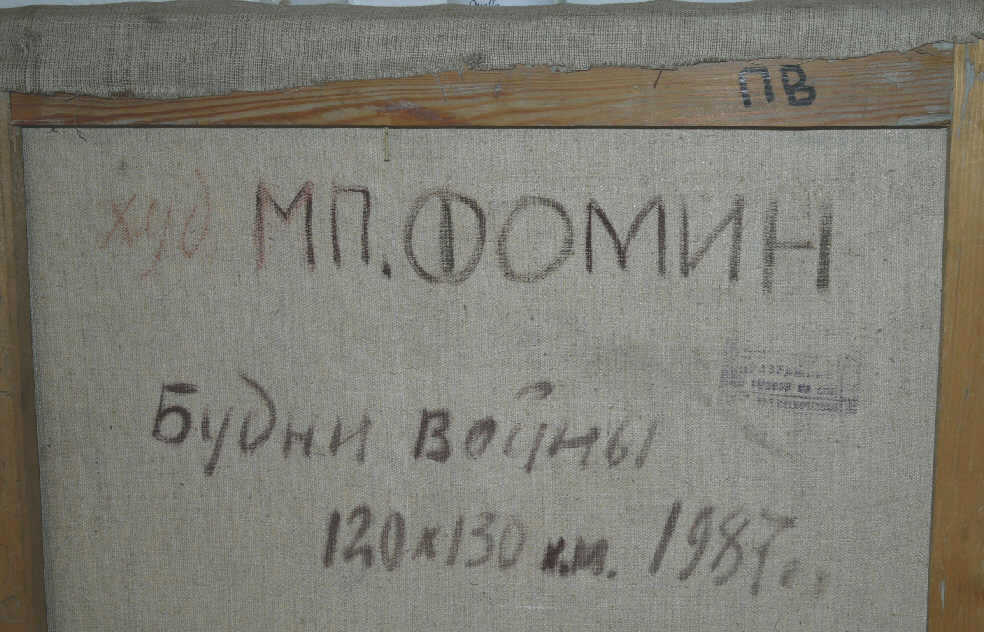 ПВ
худ МП. ФОМИН
Будни войны
120х130 х.м. 1987г.